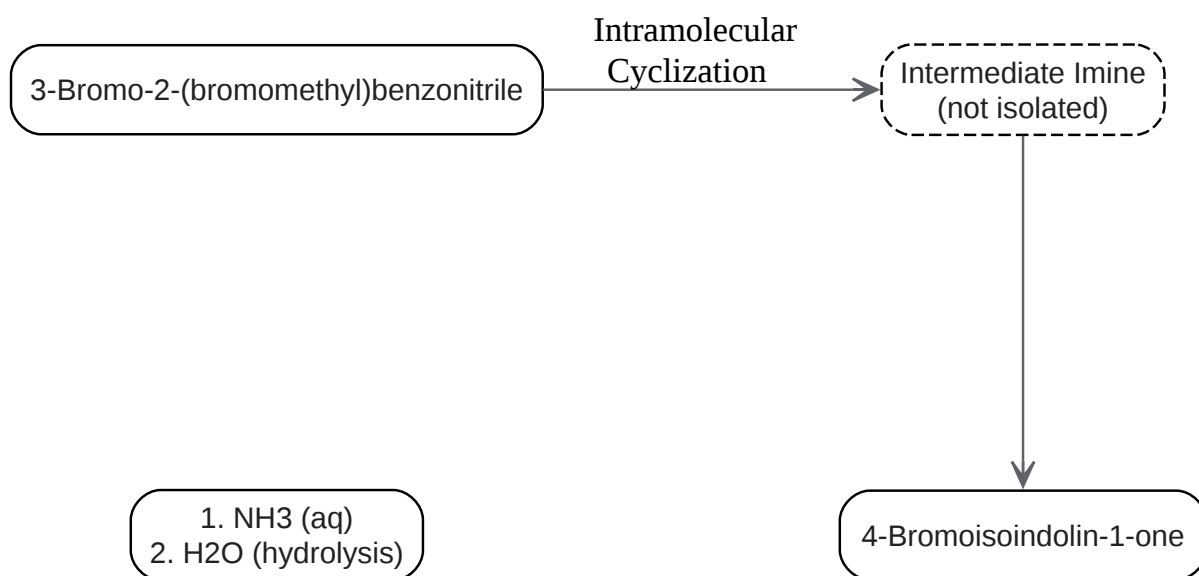 Intramolecular
Cyclization
3-Bromo-2-(bromomethyl)benzonitrile
Intermediate Imine
(not isolated)
1. NH3 (aq)
2. H2O (hydrolysis)
4-Bromoisoindolin-1-one